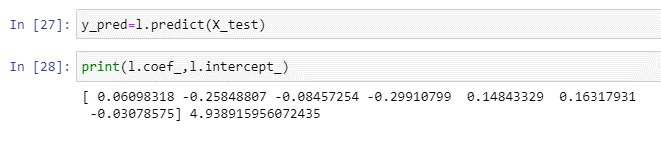 In [27]: y_pred=l.predict(X_test)
In [28]: print(l.coef_,l.intercept_)
[ 0.06098318 -0.25848807 -0.08457254 -0.29910799  0.14843329  0.16317931
 -0.03078575] 4.938915956072435